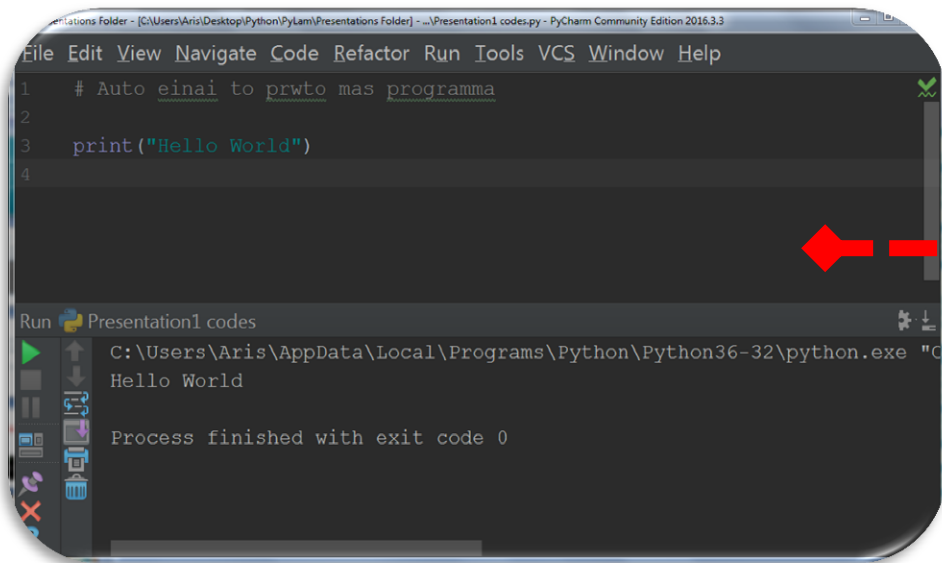 entations Folder - [C:\Users\Aris\Desktop\Python\PyLam\Presentations Folder] - ...\Presentation1 codes.py - PyCharm Community Edition 2016.3.3
File Edit View Navigate Code Refactor Run Tools VCS Window Help
1 # Auto einai to prwto mas programma
2
3 print("Hello World")
4
Run Presentation1 codes
C:\Users\Aris\AppData\Local\Programs\Python\Python36-32\python.exe "C
Hello World
Process finished with exit code 0